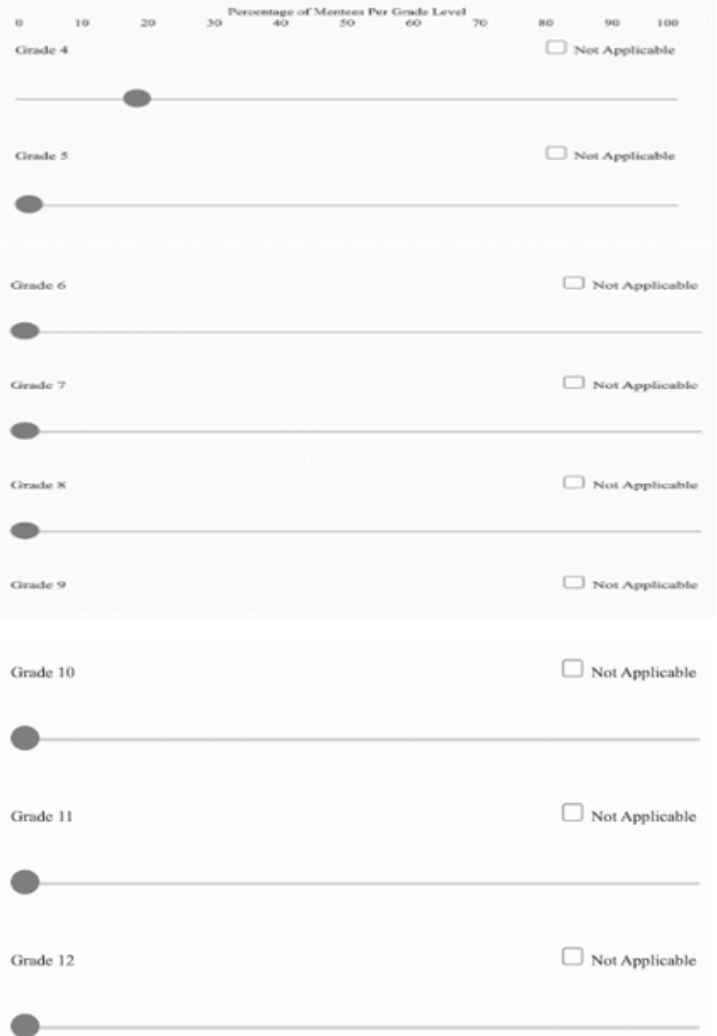 Percentage of Mentees Per Grade Level
0 10 20 30 40 50 60 70 80 90 100
Grade 4 Not Applicable
Grade 5 Not Applicable
Grade 6 Not Applicable
Grade 7 Not Applicable
Grade 8 Not Applicable
Grade 9 Not Applicable
Grade 10 Not Applicable
Grade 11 Not Applicable
Grade 12 Not Applicable